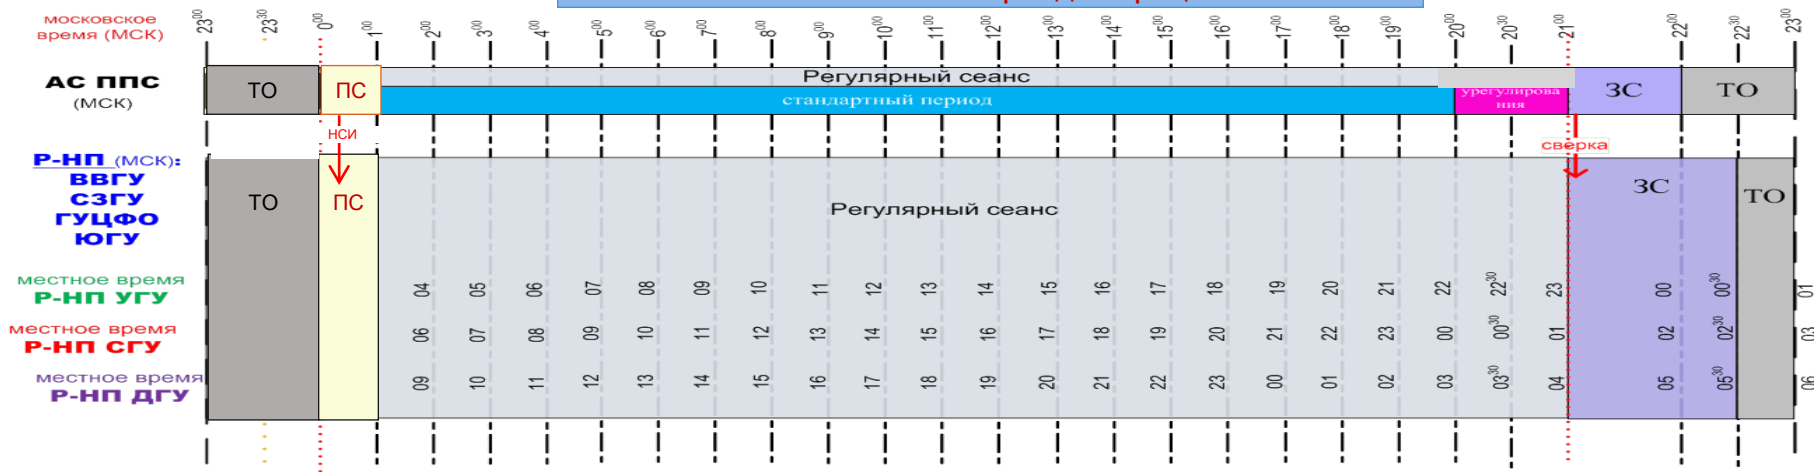 московское
время (МСК)
23⁰⁰ 23³⁰ 0⁰⁰ 1⁰⁰ 2⁰⁰ 3⁰⁰ 4⁰⁰ 5⁰⁰ 6⁰⁰ 7⁰⁰ 8⁰⁰ 9⁰⁰ 10⁰⁰ 11⁰⁰ 12⁰⁰ 13⁰⁰ 14⁰⁰ 15⁰⁰ 16⁰⁰ 17⁰⁰ 18⁰⁰ 19⁰⁰ 20⁰⁰ 20³⁰ 21⁰⁰ 22⁰⁰ 22³⁰ 23⁰⁰
АС ППС
(МСК)
ТО
ПС
Регулярный сеанс
стандартный период
урегулирова
ния
ЗС
ТО
НСИ
сверка
Р-НП (МСК):
ВВГУ
СЗГУ
ГУЦФО
ЮГУ
ТО
ПС
Регулярный сеанс
ЗС
ТО
местное время
Р-НП УГУ
04 05 06 07 08 09 10 11 12 13 14 15 16 17 18 19 20 21 22 22³⁰ 23 00 00³⁰ 01
местное время
Р-НП СГУ
06 07 08 09 10 11 12 13 14 15 16 17 18 19 20 21 22 23 00 00³⁰ 01 02 02³⁰ 03
местное время
Р-НП ДГУ
09 10 11 12 13 14 15 16 17 18 19 20 21 22 23 00 01 02 03 03³⁰ 04 05 05³⁰ 06